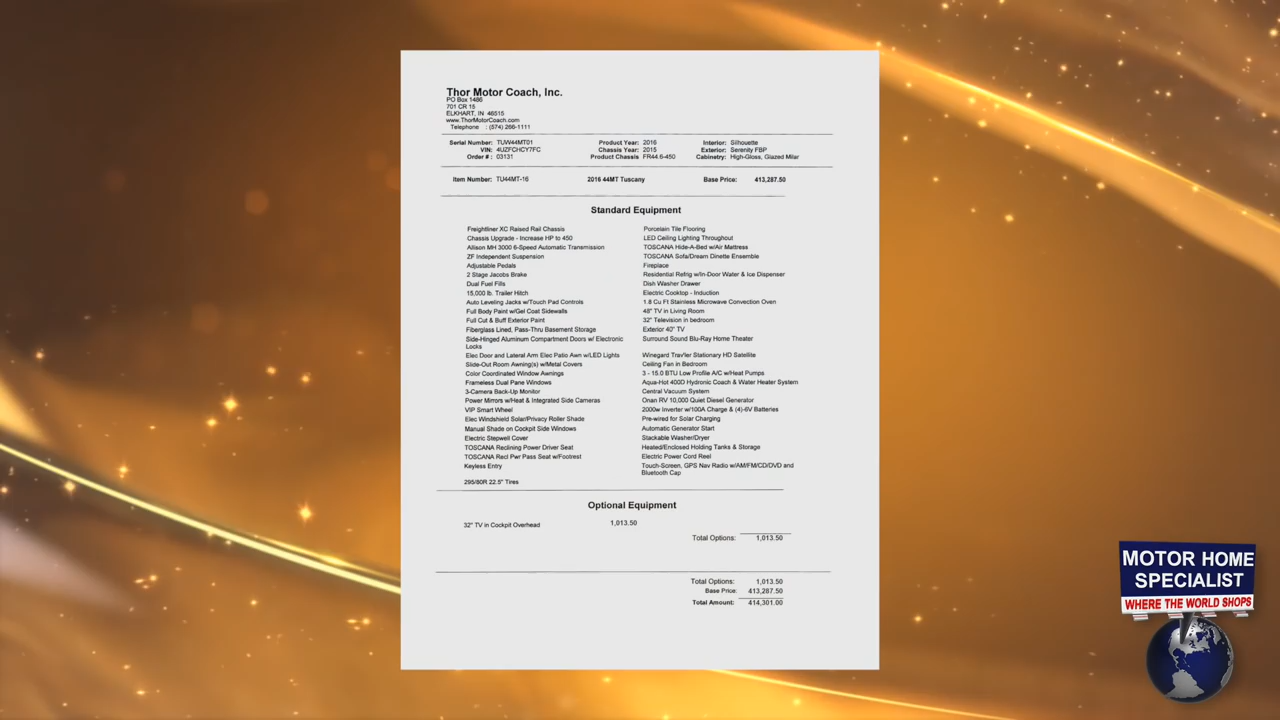 Thor Motor Coach, Inc.
PO Box 1486
701 CR 15
ELKHART, IN 46515
www.ThorMotorCoach.com
Telephone : (574) 266-1111
Serial Number: TUW44MT01 Product Year: 2016 Interior: Silhouette
VIN: 4UZFCHCY7FC Chassis Year: 2015 Exterior: Serenity FBP
Order # : 03131 Product Chassis FR44.6-450 Cabinetry: High-Gloss, Glazed Milar
Item Number: TU44MT-16 2016 44MT Tuscany Base Price: 413,287.50
Standard Equipment
Freightliner XC Raised Rail Chassis
Chassis Upgrade - Increase HP to 450
Allison MH 3000 6-Speed Automatic Transmission
ZF Independent Suspension
Adjustable Pedals
2 Stage Jacobs Brake
Dual Fuel Fills
15,000 lb. Trailer Hitch
Auto Leveling Jacks w/Touch Pad Controls
Full Body Paint w/Gel Coat Sidewalls
Full Cut & Buff Exterior Paint
Fiberglass Lined, Pass-Thru Basement Storage
Side-Hinged Aluminum Compartment Doors w/ Electronic
Locks
Elec Door and Lateral Arm Elec Patio Awn w/LED Lights
Slide-Out Room Awning(s) w/Metal Covers
Color Coordinated Window Awnings
Frameless Dual Pane Windows
3-Camera Back-Up Monitor
Power Mirrors w/Heat & Integrated Side Cameras
VIP Smart Wheel
Elec Windshield Solar/Privacy Roller Shade
Manual Shade on Cockpit Side Windows
Electric Stepwell Cover
TOSCANA Reclining Power Driver Seat
TOSCANA Recl Pwr Pass Seat w/Footrest
Keyless Entry
295/80R 22.5" Tires
Porcelain Tile Flooring
LED Ceiling Lighting Throughout
TOSCANA Hide-A-Bed w/Air Mattress
TOSCANA Sofa/Dream Dinette Ensemble
Fireplace
Residential Refrig w/In-Door Water & Ice Dispenser
Dish Washer Drawer
Electric Cooktop - Induction
1.8 Cu Ft Stainless Microwave Convection Oven
48" TV in Living Room
32" Television in bedroom
Exterior 40" TV
Surround Sound Blu-Ray Home Theater
Winegard Trav'ler Stationary HD Satellite
Ceiling Fan in Bedroom
3 - 15.0 BTU Low Profile A/C w/Heat Pumps
Aqua-Hot 400D Hydronic Coach & Water Heater System
Central Vacuum System
Onan RV 10,000 Quiet Diesel Generator
2000w Inverter w/100A Charge & (4)-6V Batteries
Pre-wired for Solar Charging
Automatic Generator Start
Stackable Washer/Dryer
Heated/Enclosed Holding Tanks & Storage
Electric Power Cord Reel
Touch-Screen, GPS Nav Radio w/AM/FM/CD/DVD and
Bluetooth Cap
Optional Equipment
32" TV in Cockpit Overhead 1,013.50
Total Options: 1,013.50
Total Options: 1,013.50
Base Price: 413,287.50
Total Amount: 414,301.00
MOTOR HOME
SPECIALIST
WHERE THE WORLD SHOPS